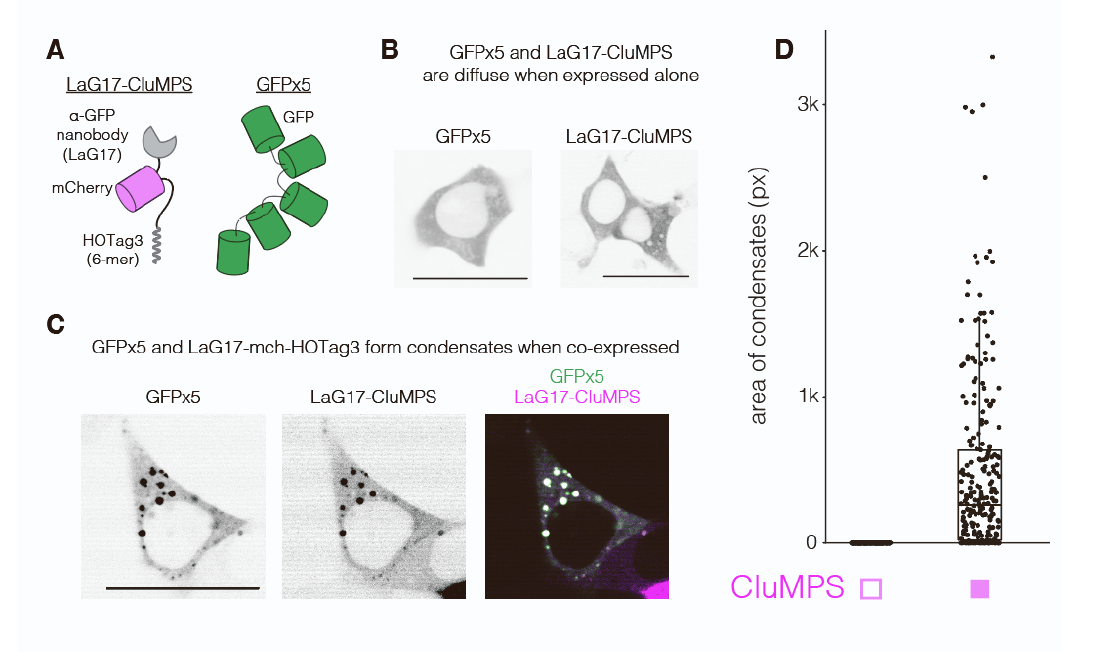 A
LaG17-CluMPS
GFPx5
α-GFP
nanobody
(LaG17)
GFP
mCherry
HOTag3
(6-mer)
B
GFPx5 and LaG17-CluMPS
are diffuse when expressed alone
GFPx5
LaG17-CluMPS
C
GFPx5 and LaG17-mch-HOTag3 form condensates when co-expressed
GFPx5
LaG17-CluMPS
GFPx5
LaG17-CluMPS
D
area of condensates (px)
3k
2k
1k
0
CluMPS